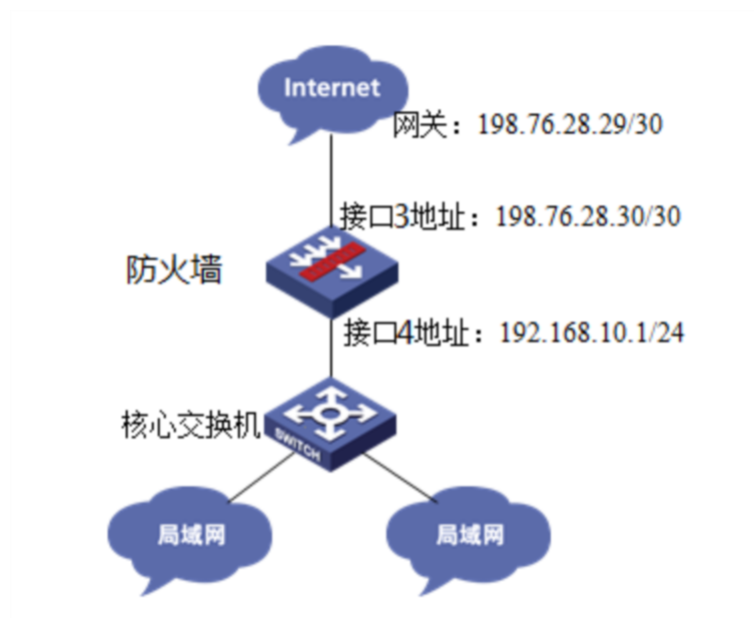 Internet
网关：198.76.28.29/30
接口3地址：198.76.28.30/30
防火墙
接口4地址：192.168.10.1/24
核心交换机
SWITCH
局域网
局域网